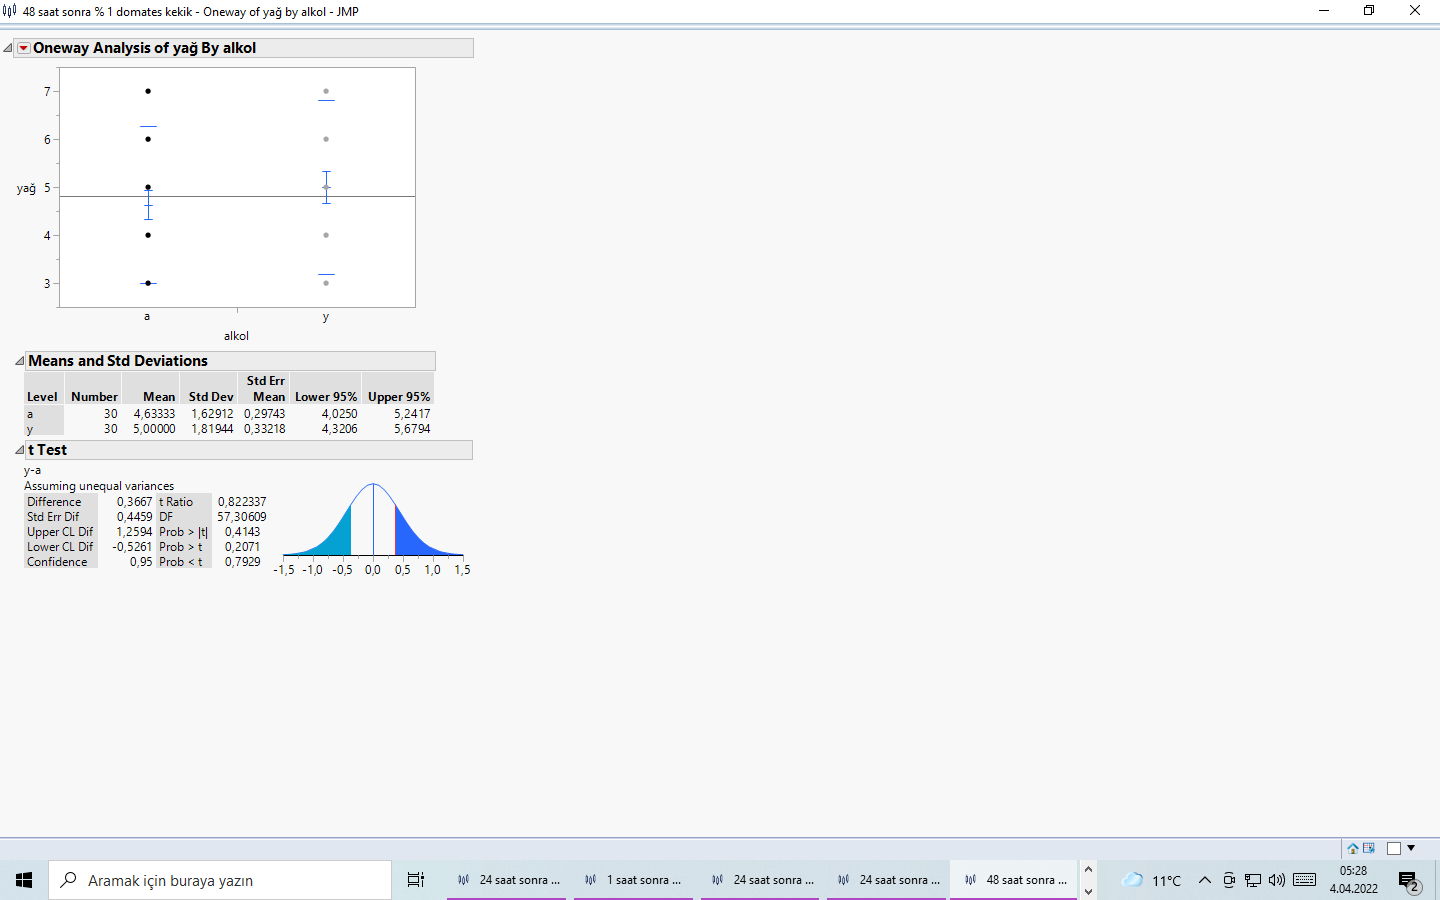 48 saat sonra % 1 domates kekik - Oneway of yağ by alkol - JMP
Oneway Analysis of yağ By alkol
7
6
yağ 5
4
3
a y
alkol
Means and Std Deviations
Level Number Mean Std Dev Std Err Mean Lower 95% Upper 95%
a 30 4,63333 1,62912 0,29743 4,0250 5,2417
y 30 5,00000 1,81944 0,33218 4,3206 5,6794
t Test
y-a
Assuming unequal variances
Difference 0,3667 t Ratio 0,822337
Std Err Dif 0,4459 DF 57,30609
Upper CL Dif 1,2594 Prob > |t| 0,4143
Lower CL Dif -0,5261 Prob > t 0,2071
Confidence 0,95 Prob < t 0,7929
-1,5 -1,0 -0,5 0,0 0,5 1,0 1,5
Aramak için buraya yazın
24 saat sonra ...
1 saat sonra ...
24 saat sonra ...
24 saat sonra ...
48 saat sonra ...
11°C
05:28
4.04.2022
2